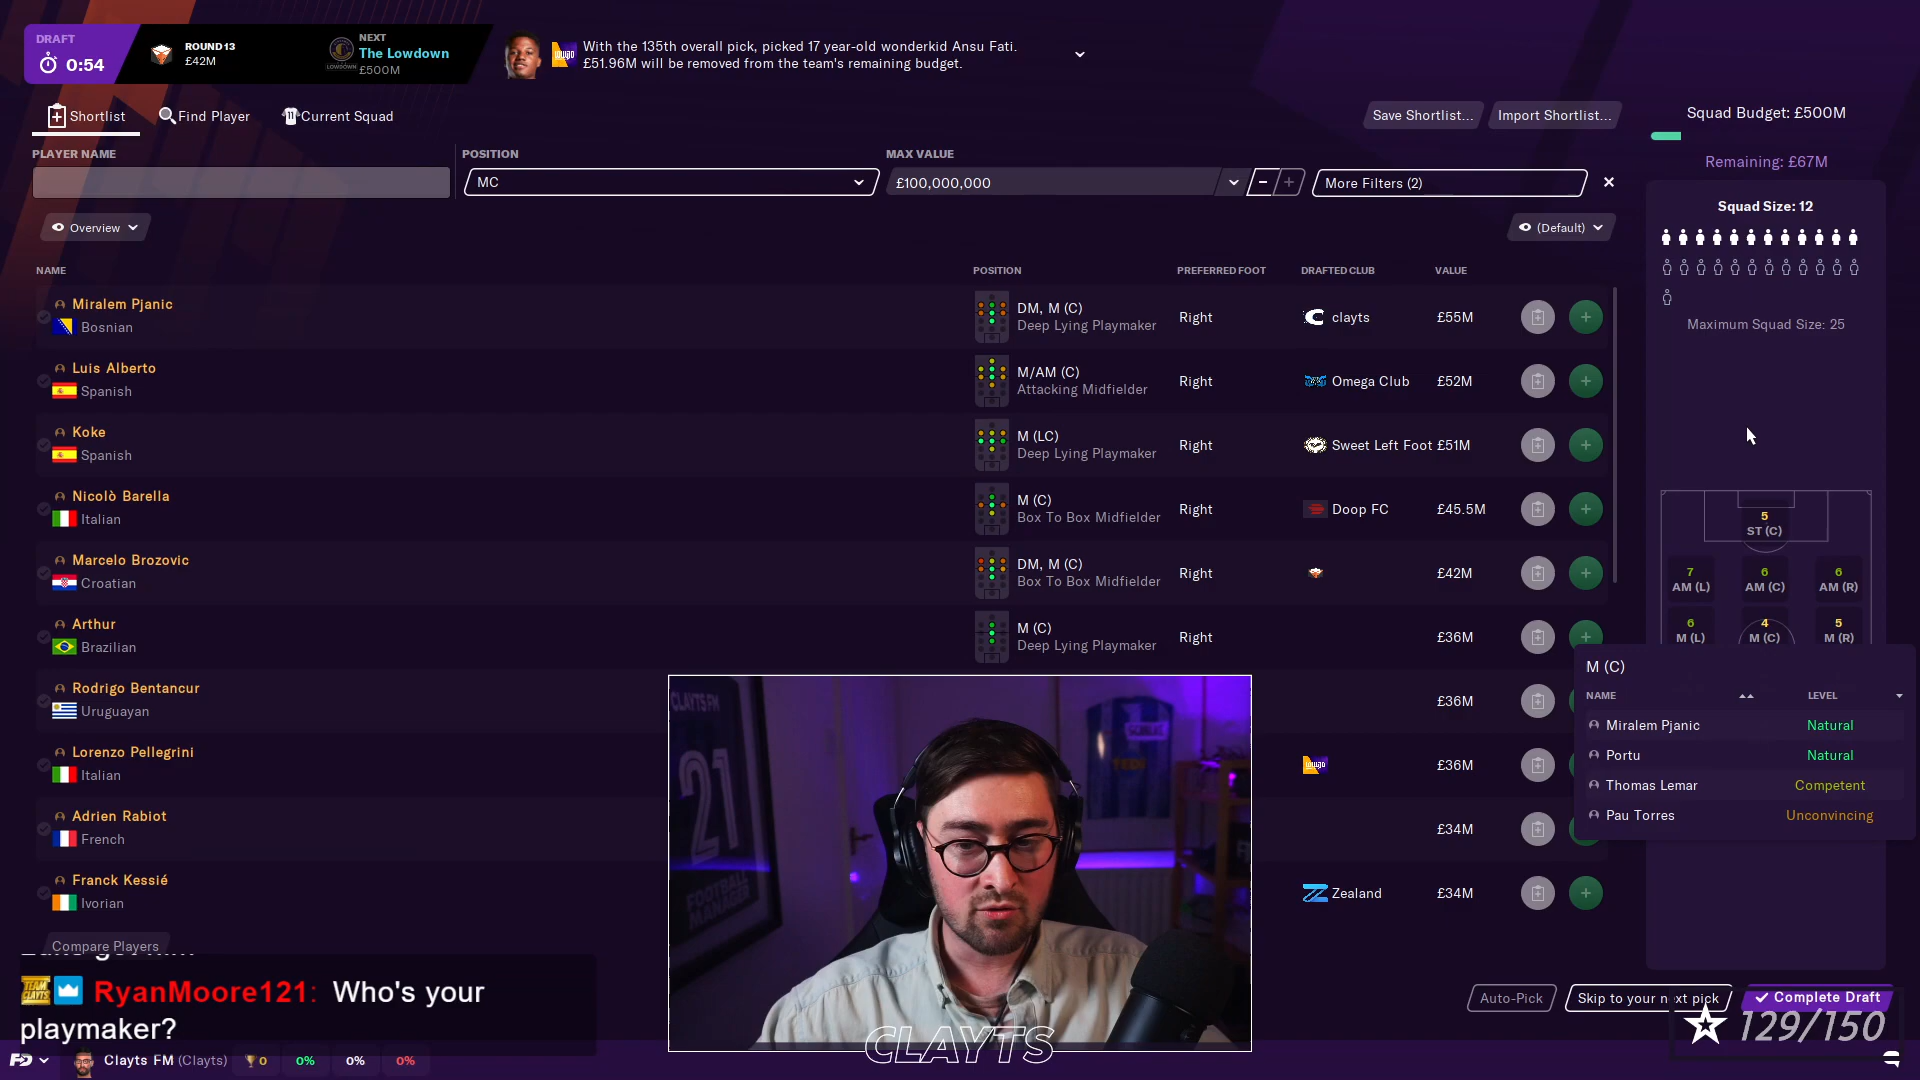 DRAFT
0:54
ROUND 13
£42M
NEXT
The Lowdown
£500M
LOWDOWN
With the 135th overall pick, picked 17 year-old wonderkid Ansu Fati.
£51.96M will be removed from the team's remaining budget.
Shortlist
Find Player
Current Squad
Save Shortlist...
Import Shortlist...
Squad Budget: £500M
Remaining: £67M
PLAYER NAME
POSITION
MAX VALUE
MC
£100,000,000
More Filters (2)
Overview
(Default)
Squad Size: 12
Maximum Squad Size: 25
NAME
POSITION
PREFERRED FOOT
DRAFTED CLUB
VALUE
Miralem Pjanic
Bosnian
DM, M (C)
Deep Lying Playmaker
Right
clayts
£55M
Luis Alberto
Spanish
M/AM (C)
Attacking Midfielder
Right
Omega Club
£52M
Koke
Spanish
M (LC)
Deep Lying Playmaker
Right
Sweet Left Foot
£51M
Nicolò Barella
Italian
M (C)
Box To Box Midfielder
Right
Doop FC
£45.5M
Marcelo Brozovic
Croatian
DM, M (C)
Box To Box Midfielder
Right
£42M
Arthur
Brazilian
M (C)
Deep Lying Playmaker
Right
£36M
Rodrigo Bentancur
Uruguayan
£36M
Lorenzo Pellegrini
Italian
£36M
Adrien Rabiot
French
£34M
Franck Kessié
Ivorian
Zealand
£34M
5
ST (C)
7
AM (L)
6
AM (C)
6
AM (R)
6
M (L)
4
M (C)
5
M (R)
M (C)
NAME
LEVEL
Miralem Pjanic
Natural
Portu
Natural
Thomas Lemar
Competent
Pau Torres
Unconvincing
Compare Players
RyanMoore121: Who's your
playmaker?
CLAYTS FM
21
FOOTBALL
MANAGER
CLAYTS
Auto-Pick
Skip to your next pick
Complete Draft
129/150
Clayts FM (Clayts)
0
0%
0%
0%